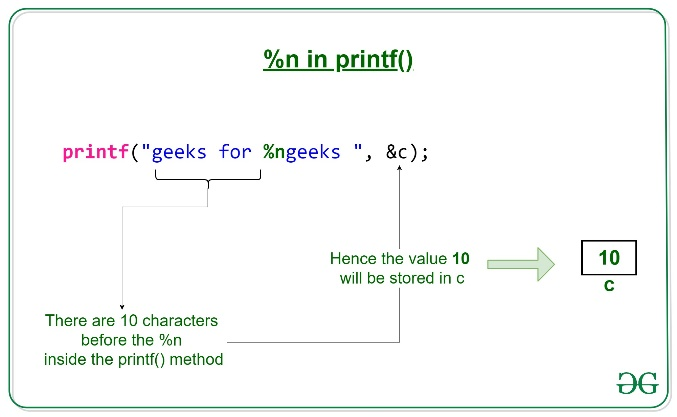 %n in printf()
printf("geeks for %ngeeks ", &c);
Hence the value 10
will be stored in c
10
c
There are 10 characters
before the %n
inside the printf() method